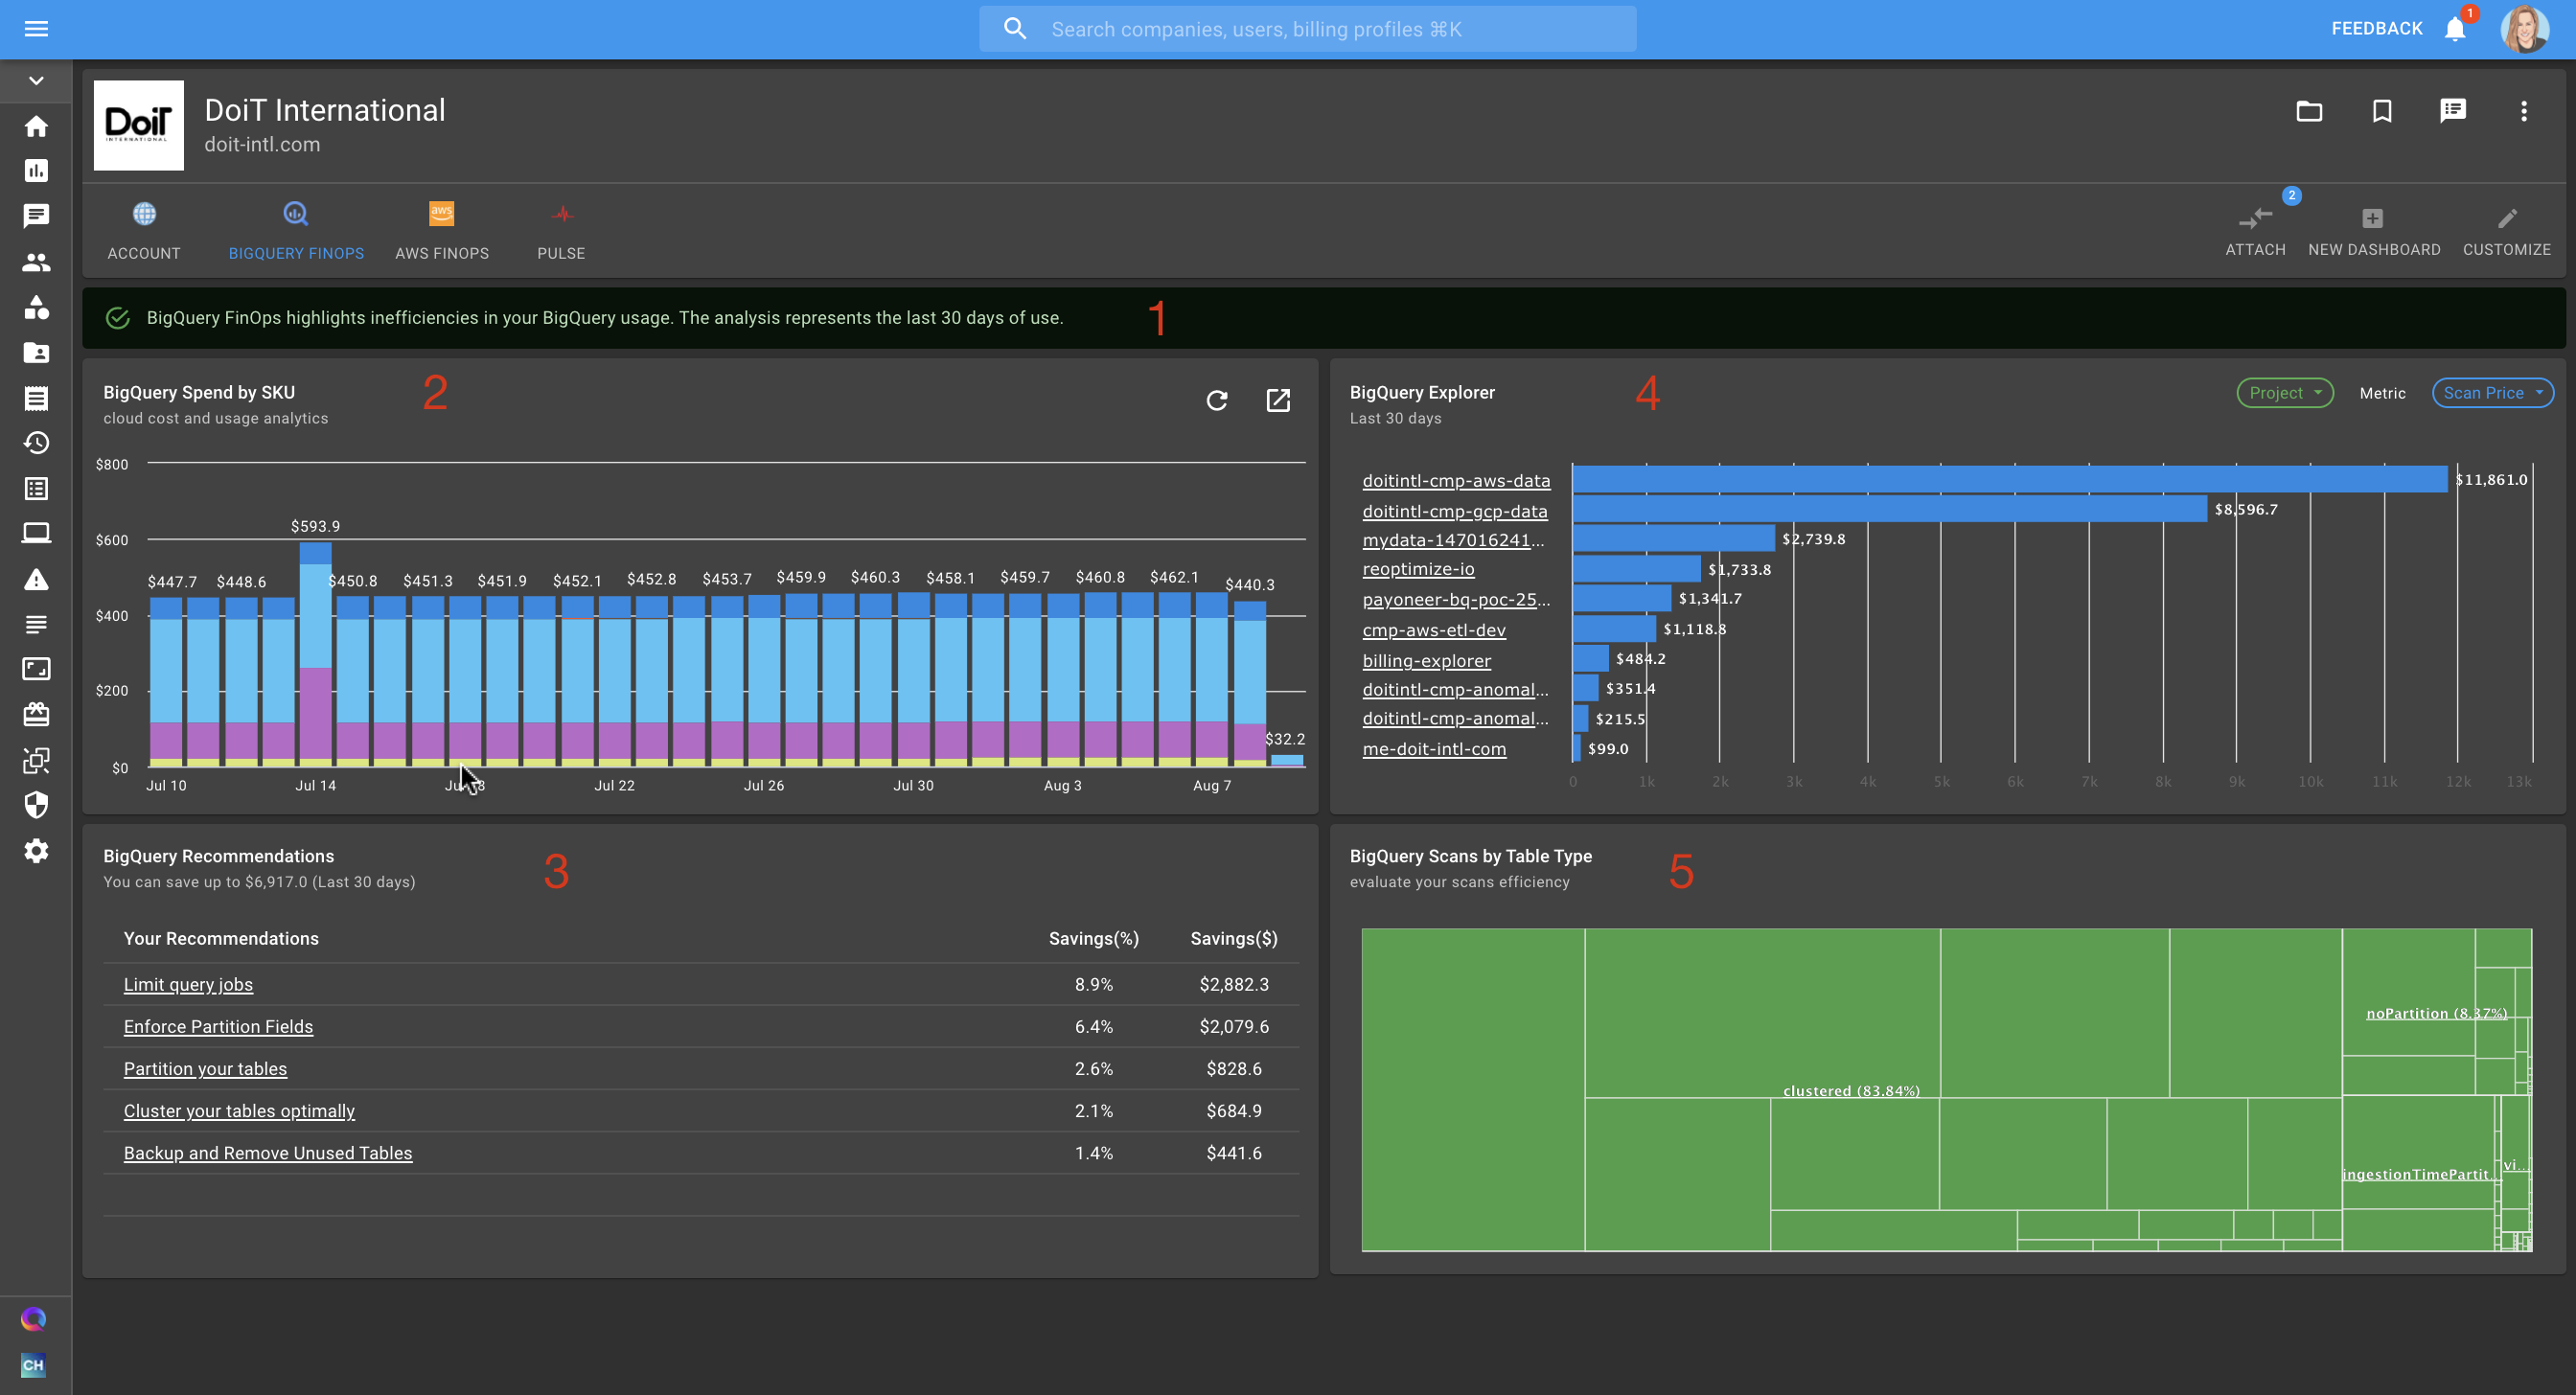 Search companies, users, billing profiles ⌘K
FEEDBACK
1
DoiT
INTERNATIONAL
DoiT International
doit-intl.com
ACCOUNT
BIGQUERY FINOPS
aws
AWS FINOPS
PULSE
2
ATTACH
NEW DASHBOARD
CUSTOMIZE
BigQuery FinOps highlights inefficiencies in your BigQuery usage. The analysis represents the last 30 days of use.
1
BigQuery Spend by SKU
2
cloud cost and usage analytics
$800
$600
$400
$200
$0
$447.7 $448.6 $593.9 $450.8 $451.3 $451.9 $452.1 $452.8 $453.7 $459.9 $460.3 $458.1 $459.7 $460.8 $462.1 $440.3 $32.2
Jul 10 Jul 14 Jul 22 Jul 26 Jul 30 Aug 3 Aug 7
BigQuery Explorer
4
Last 30 days
Project
Metric
Scan Price
doitintl-cmp-aws-data $11,861.0
doitintl-cmp-gcp-data $8,596.7
mydata-147016241... $2,739.8
reoptimize-io $1,733.8
payoneer-bq-poc-25... $1,341.7
cmp-aws-etl-dev $1,118.8
billing-explorer $484.2
doitintl-cmp-anomal... $351.4
doitintl-cmp-anomal... $215.5
me-doit-intl-com $99.0
0 1k 2k 3k 4k 5k 6k 7k 8k 9k 10k 11k 12k 13k
BigQuery Recommendations
3
You can save up to $6,917.0 (Last 30 days)
Your Recommendations Savings(%) Savings($)
Limit query jobs 8.9% $2,882.3
Enforce Partition Fields 6.4% $2,079.6
Partition your tables 2.6% $828.6
Cluster your tables optimally 2.1% $684.9
Backup and Remove Unused Tables 1.4% $441.6
BigQuery Scans by Table Type
5
evaluate your scans efficiency
clustered (83.84%)
noPartition (8.37%)
ingestionTimePartit...
vi...
CH